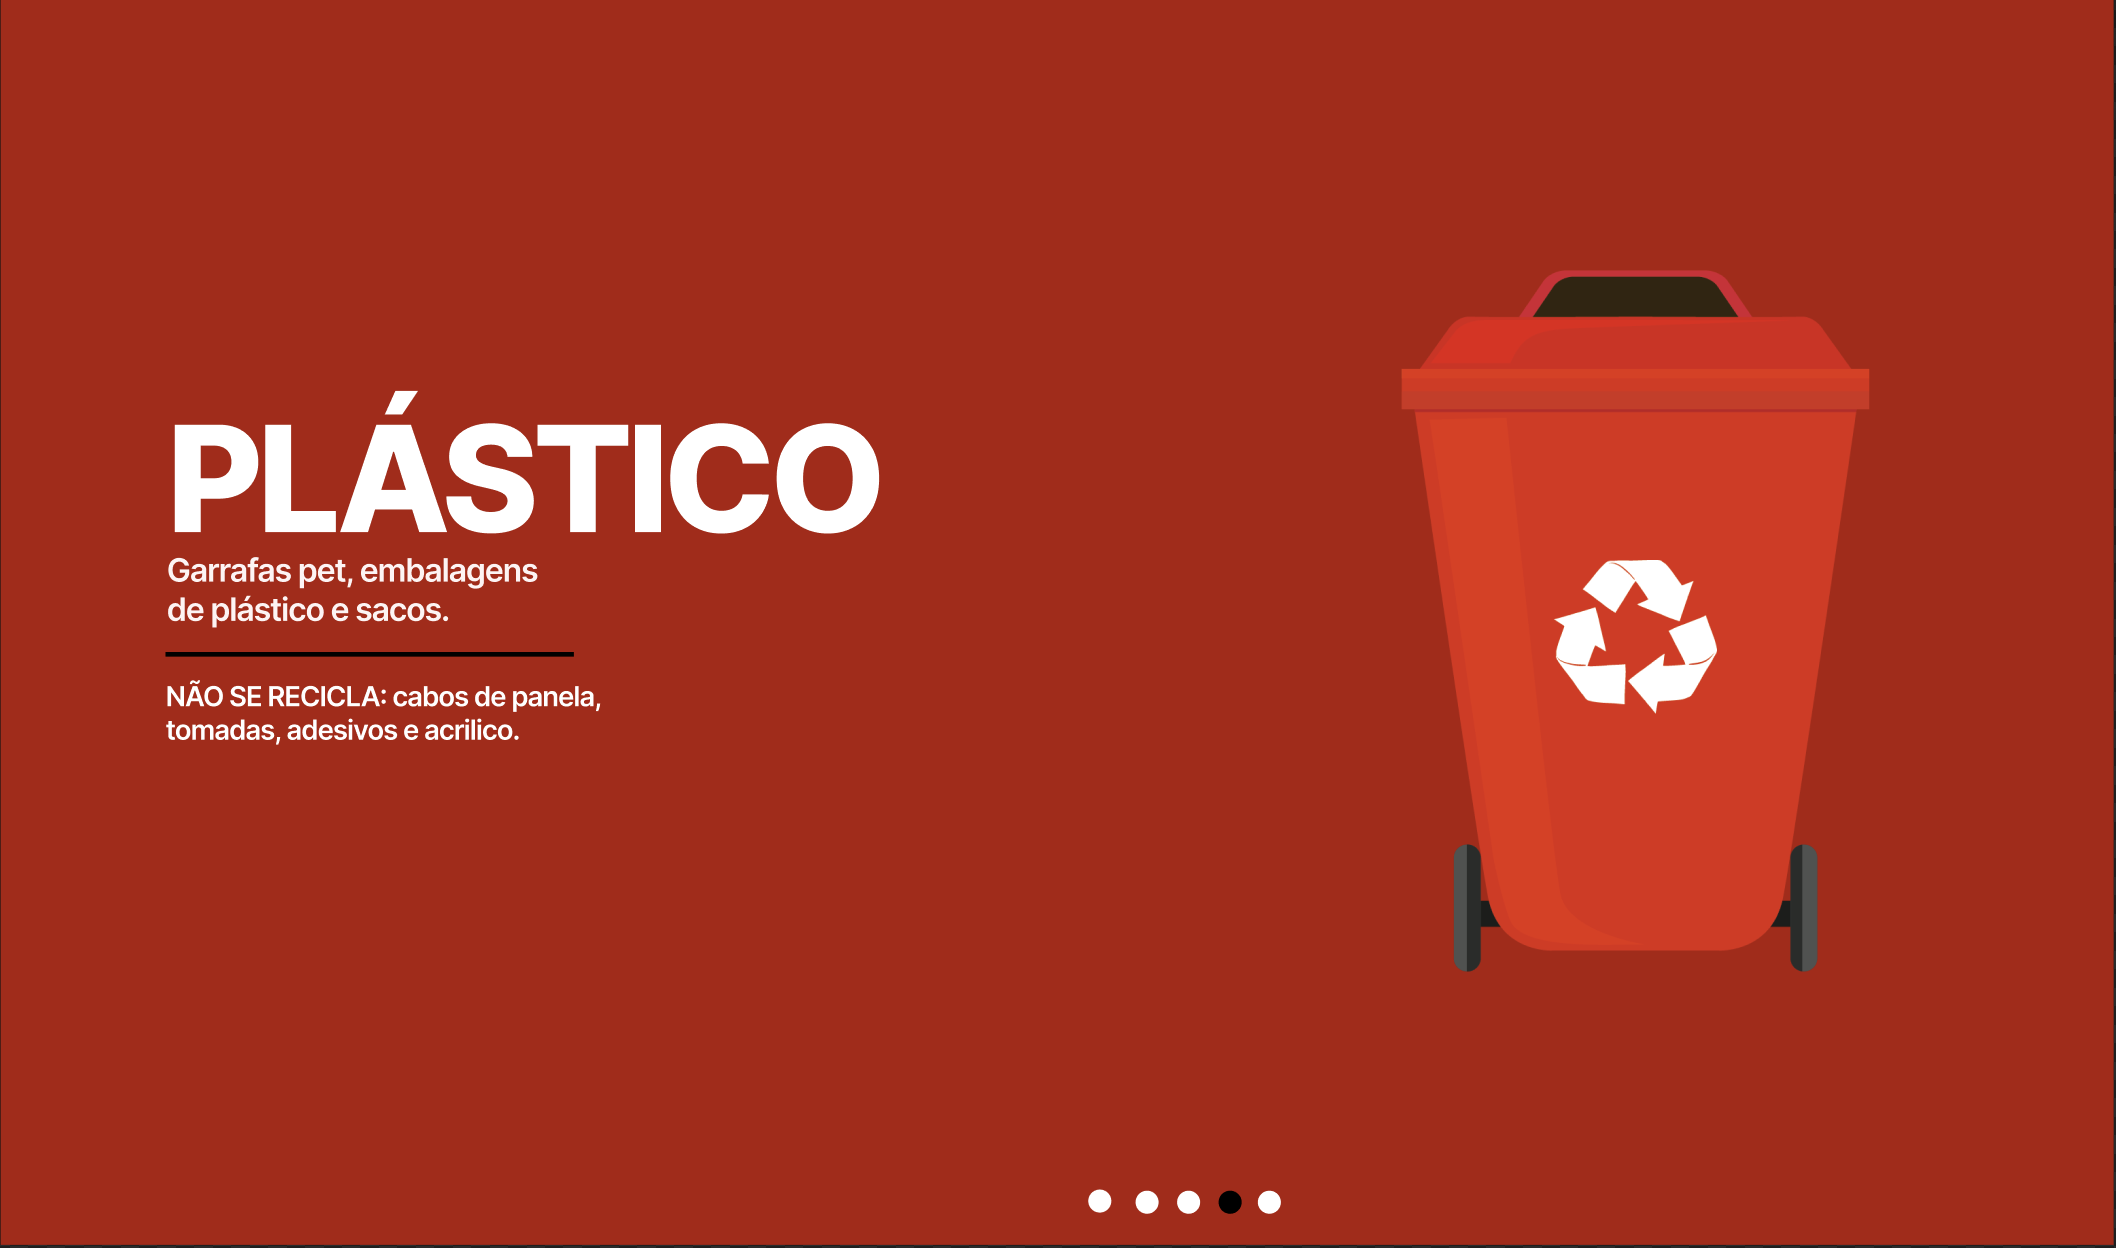 PLÁSTICO
Garrafas pet, embalagens
de plástico e sacos.
NÃO SE RECICLA: cabos de panela,
tomadas, adesivos e acrilico.